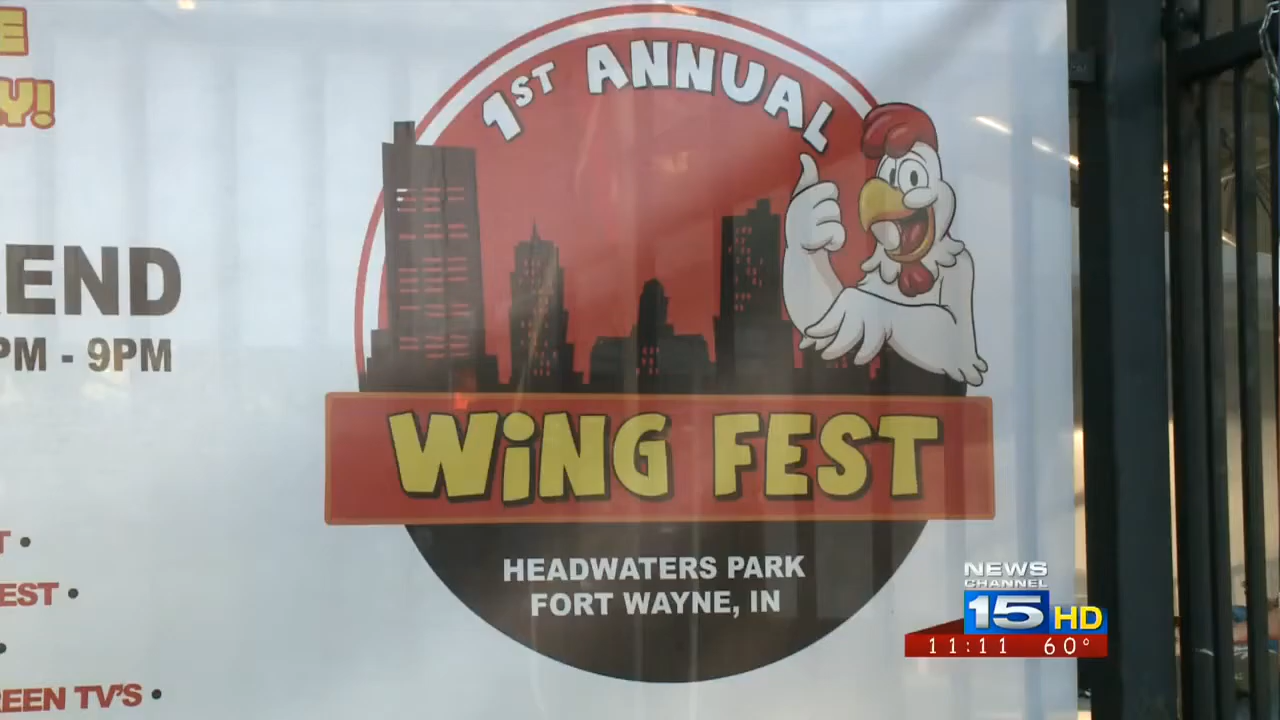 1ST ANNUAL
WiNG FEST
HEADWATERS PARK
FORT WAYNE, IN
E
Y!
END
PM - 9PM
T •
EST •
•
REEN TV'S •
NEWS
CHANNEL
15 HD
11:11 60°